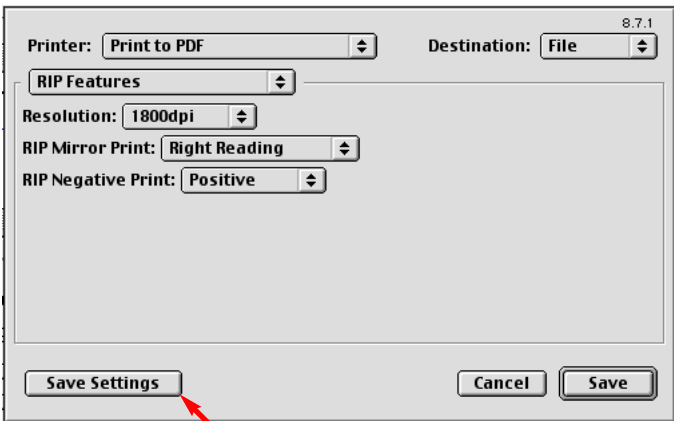 8.7.1
Printer: Print to PDF Destination: File
RIP Features
Resolution: 1800dpi
RIP Mirror Print: Right Reading
RIP Negative Print: Positive
Save Settings Cancel Save